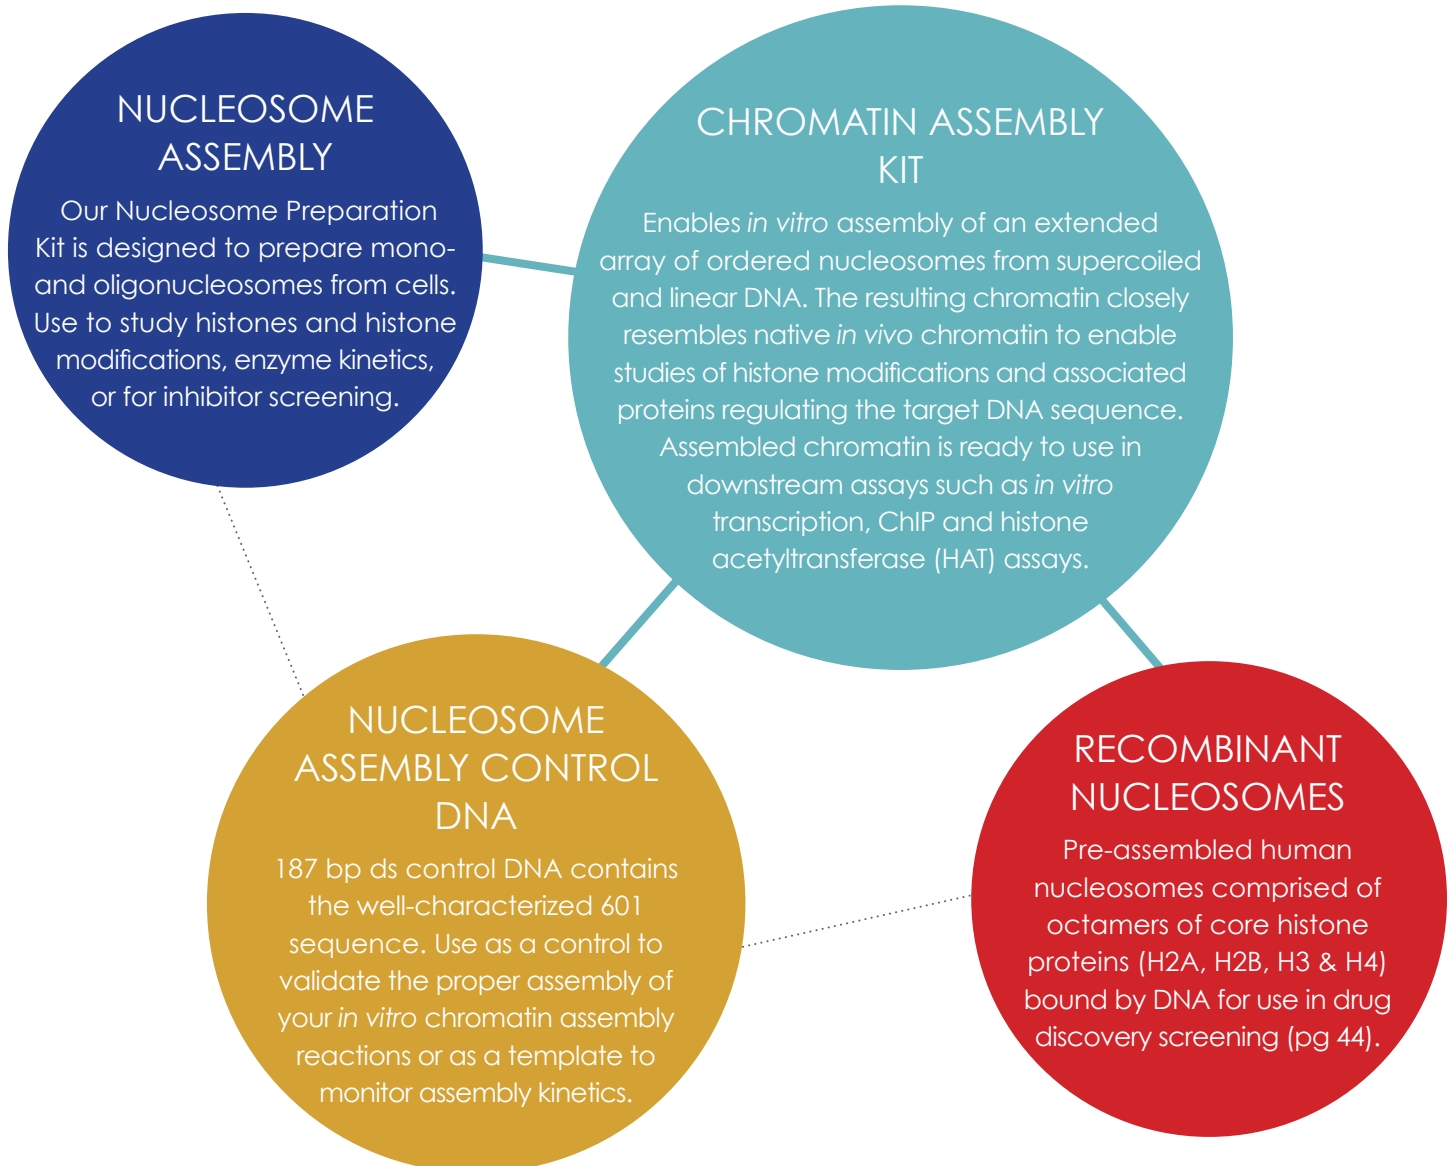 NUCLEOSOME
ASSEMBLY
Our Nucleosome Preparation
Kit is designed to prepare mono-
and oligonucleosomes from cells.
Use to study histones and histone
modifications, enzyme kinetics,
or for inhibitor screening.
CHROMATIN ASSEMBLY
KIT
Enables in vitro assembly of an extended
array of ordered nucleosomes from supercoiled
and linear DNA. The resulting chromatin closely
resembles native in vivo chromatin to enable
studies of histone modifications and associated
proteins regulating the target DNA sequence.
Assembled chromatin is ready to use in
downstream assays such as in vitro
transcription, ChIP and histone
acetyltransferase (HAT) assays.
NUCLEOSOME
ASSEMBLY CONTROL
DNA
187 bp ds control DNA contains
the well-characterized 601
sequence. Use as a control to
validate the proper assembly of
your in vitro chromatin assembly
reactions or as a template to
monitor assembly kinetics.
RECOMBINANT
NUCLEOSOMES
Pre-assembled human
nucleosomes comprised of
octamers of core histone
proteins (H2A, H2B, H3 & H4)
bound by DNA for use in drug
discovery screening (pg 44).